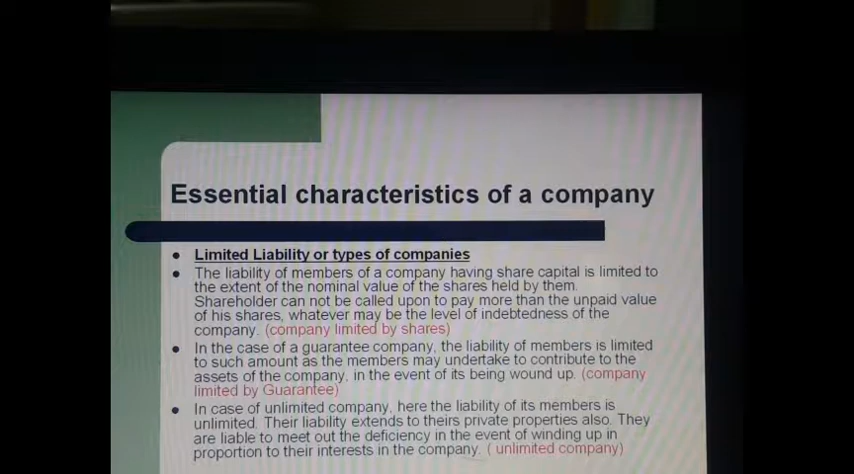 Essential characteristics of a company
Limited Liability or types of companies
The liability of members of a company having share capital is limited to
the extent of the nominal value of the shares held by them.
Shareholder can not be called upon to pay more than the unpaid value
of his shares, whatever may be the level of indebtedness of the
company. (company limited by shares)
In the case of a guarantee company, the liability of members is limited
to such amount as the members may undertake to contribute to the
assets of the company, in the event of its being wound up. (company
limited by Guarantee)
In case of unlimited company, here the liability of its members is
unlimited. Their liability extends to theirs private properties also. They
are liable to meet out the deficiency in the event of winding up in
proportion to their interests in the company. ( unlimited company)